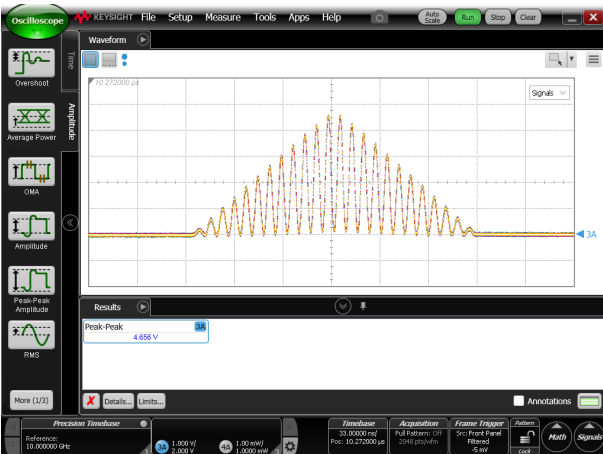 Oscilloscope
KEYSIGHT File Setup Measure Tools Apps Help
Auto Scale
Run
Stop
Clear
X
Waveform
Time
Amplitude
Overshoot
Average Power
OMA
Amplitude
Peak-Peak
Amplitude
RMS
More (1/3)
10.272000 µs
Signals
3A
Results
Peak-Peak 3A
4.656 V
Details...
Limits...
Annotations
Precision Timebase
Reference:
10.000000 GHz
3A 1.000 V/
2.000 V
4A 1.00 mW/
1.0000 mW
Timebase
33.00000 ns/
Pos: 10.272000 µs
Acquisition
Full Pattern: Off
2048 pts/wfm
Frame Trigger
Src: Front Panel
Filtered
-5 mV
Pattern
Lock
Math
Signals